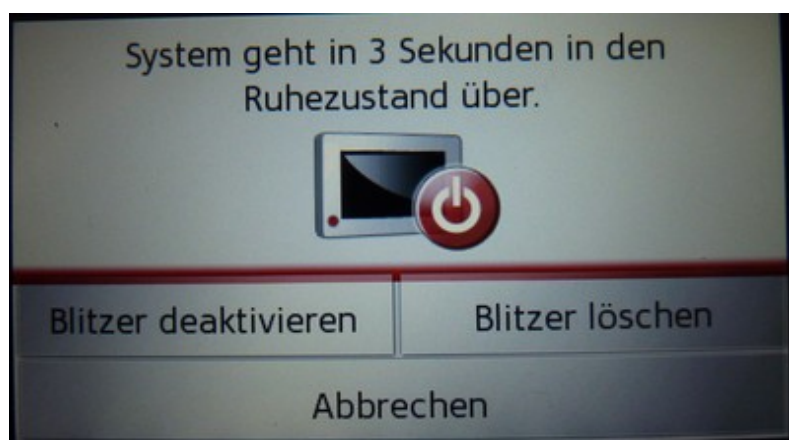 System geht in 3 Sekunden in den
Ruhezustand über.
Blitzer deaktivieren
Blitzer löschen
Abbrechen